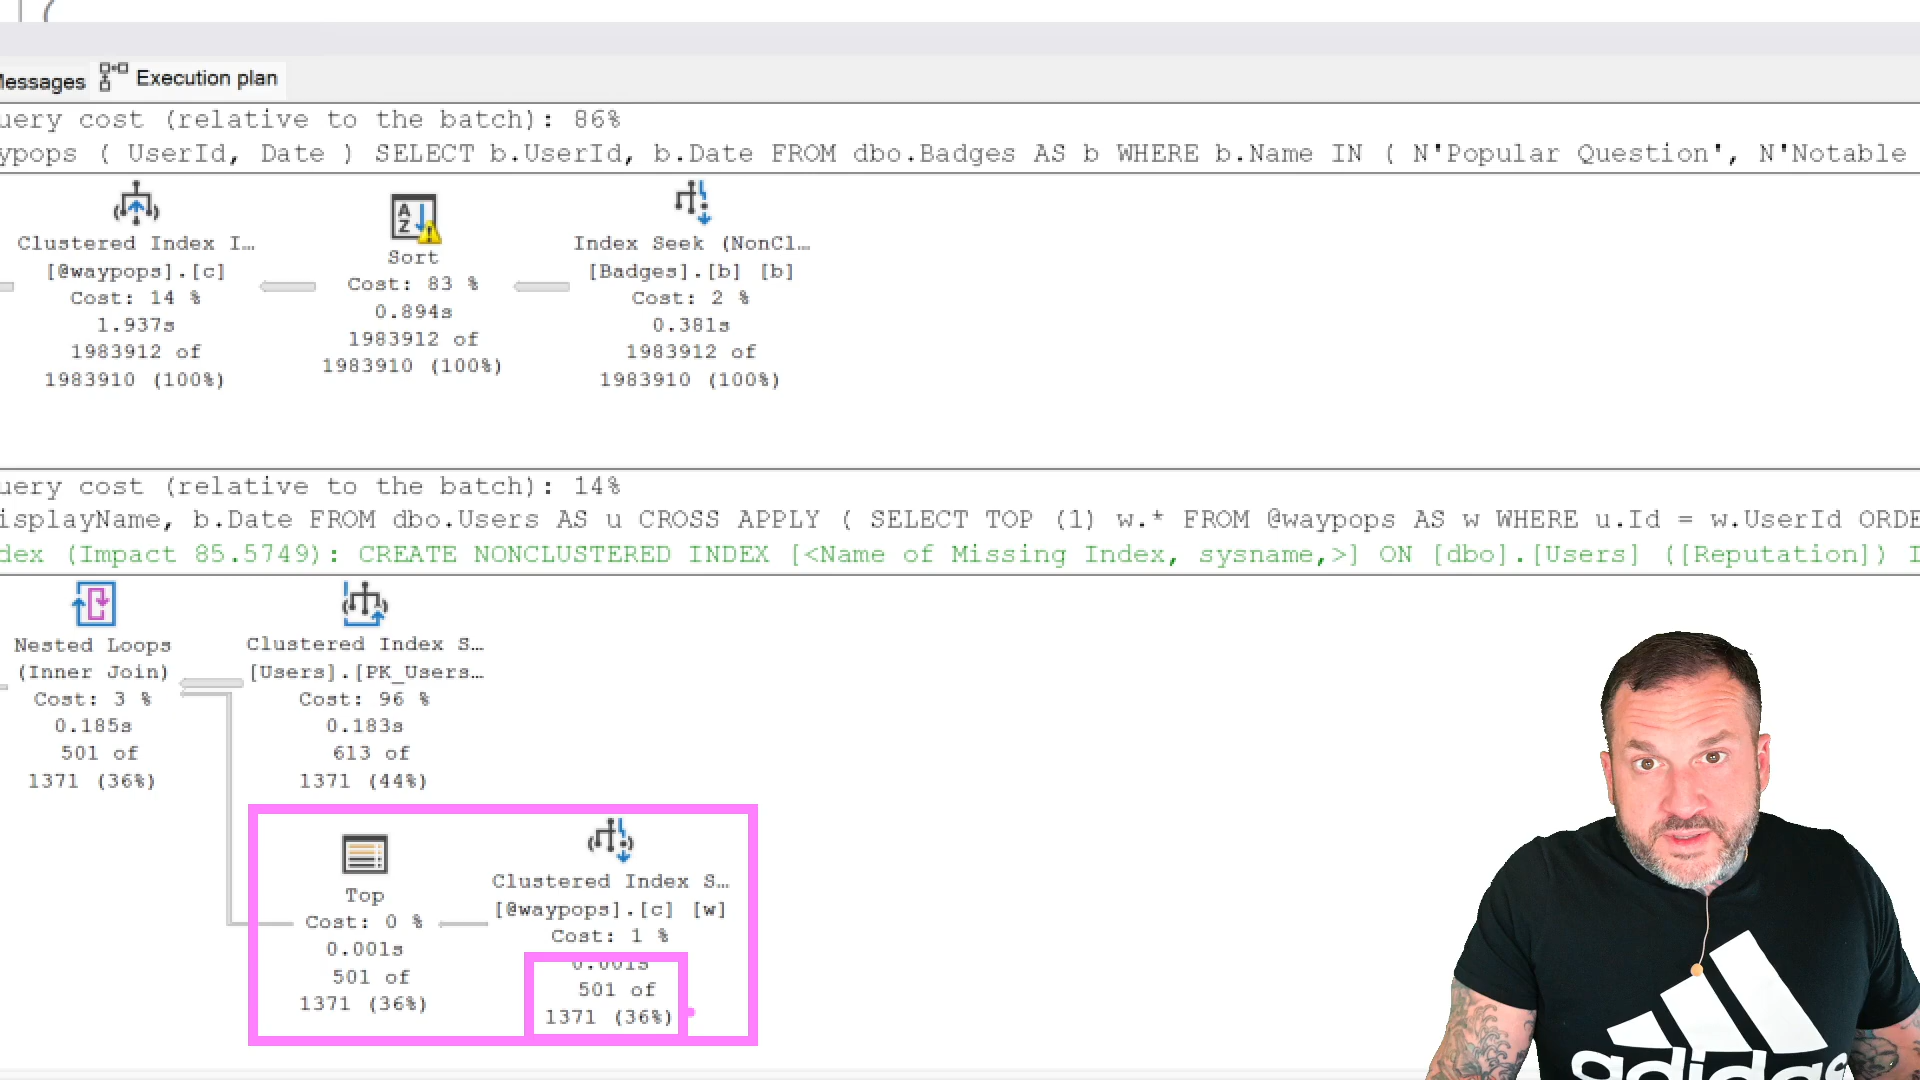 Messages
Execution plan
uery cost (relative to the batch): 86%
ypops ( UserId, Date ) SELECT b.UserId, b.Date FROM dbo.Badges AS b WHERE b.Name IN ( N'Popular Question', N'Notable
Clustered Index I…
[@waypops].[c]
Cost: 14 %
1.937s
1983912 of
1983910 (100%)
Sort
Cost: 83 %
0.894s
1983912 of
1983910 (100%)
Index Seek (NonCl…
[Badges].[b] [b]
Cost: 2 %
0.381s
1983912 of
1983910 (100%)
uery cost (relative to the batch): 14%
isplayName, b.Date FROM dbo.Users AS u CROSS APPLY ( SELECT TOP (1) w.* FROM @waypops AS w WHERE u.Id = w.UserId ORDE
dex (Impact 85.5749): CREATE NONCLUSTERED INDEX [<Name of Missing Index, sysname,>] ON [dbo].[Users] ([Reputation]) I
Nested Loops
(Inner Join)
Cost: 3 %
0.185s
501 of
1371 (36%)
Clustered Index S…
[Users].[PK_Users…
Cost: 96 %
0.183s
613 of
1371 (44%)
Top
Cost: 0 %
0.001s
501 of
1371 (36%)
Clustered Index S…
[@waypops].[c] [w]
Cost: 1 %
0.001s
501 of
1371 (36%)
adidas